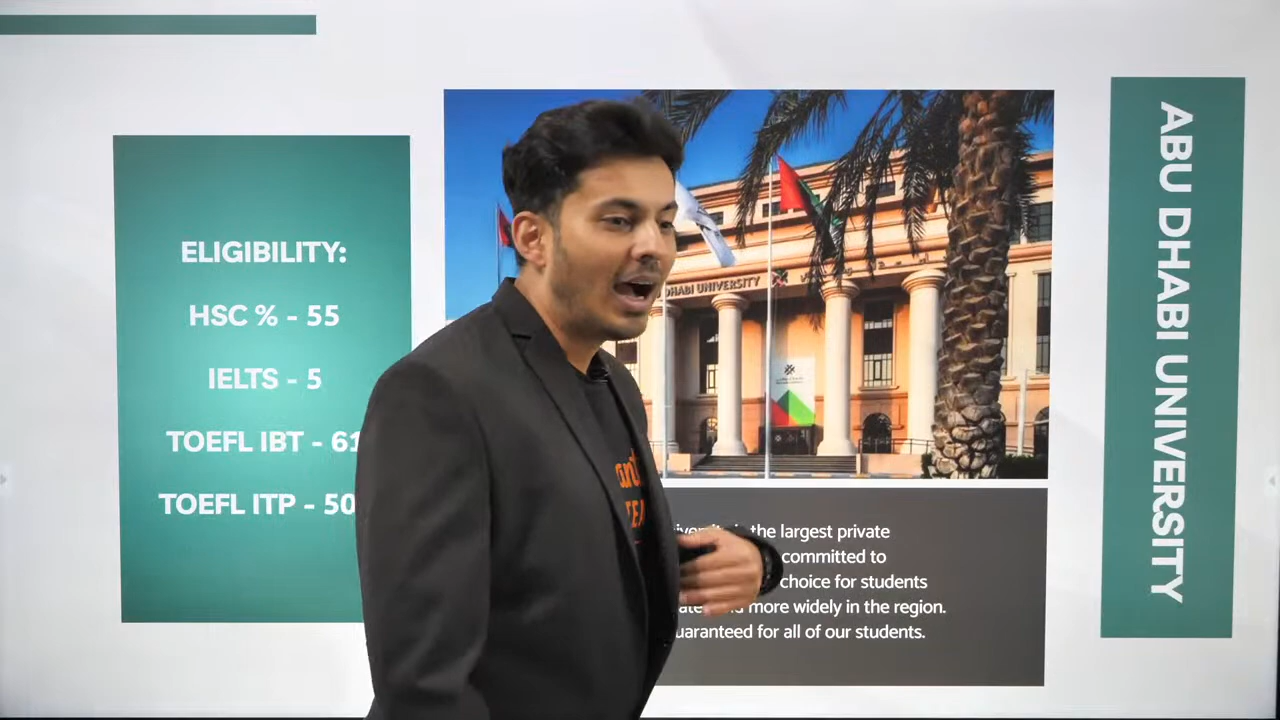 ELIGIBILITY:
HSC % - 55
IELTS - 5
TOEFL IBT - 61
TOEFL ITP - 50
DHABI UNIVERSITY
the largest private
committed to
choice for students
more widely in the region.
for all of our students.
ABU DHABI UNIVERSITY